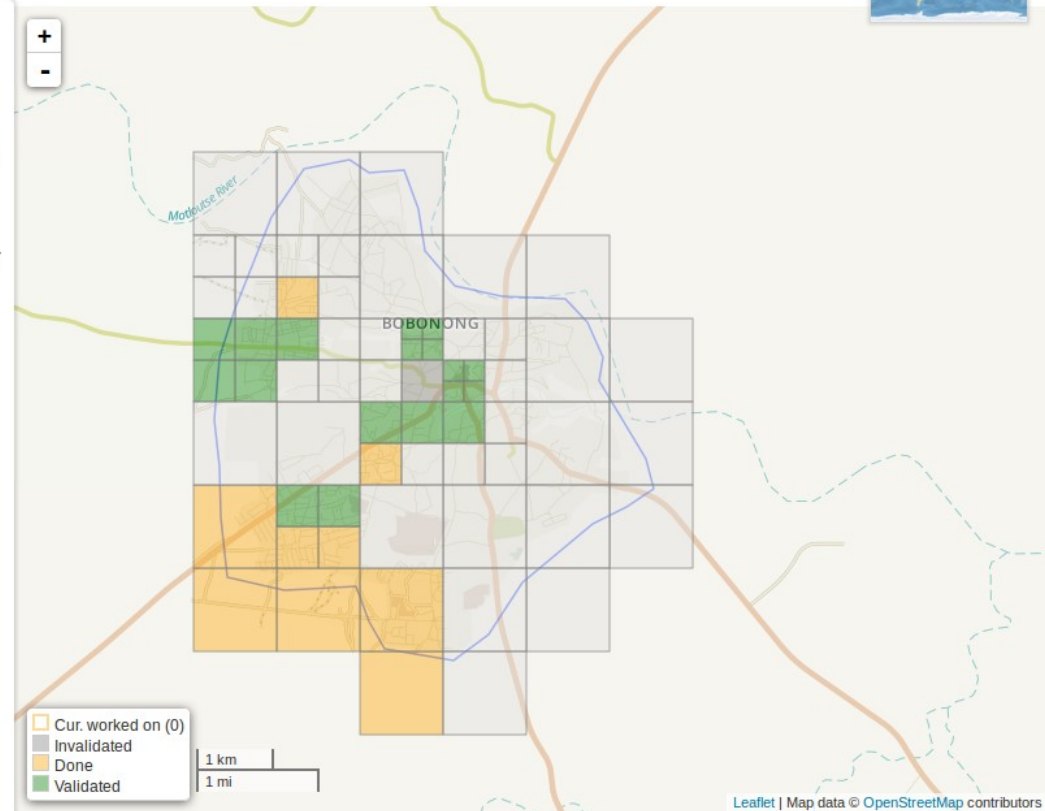 +
-
Motloutse River
BOBONONG
Cur. worked on (0)
Invalidated
Done
Validated
1 km
1 mi
Leaflet | Map data © OpenStreetMap contributors